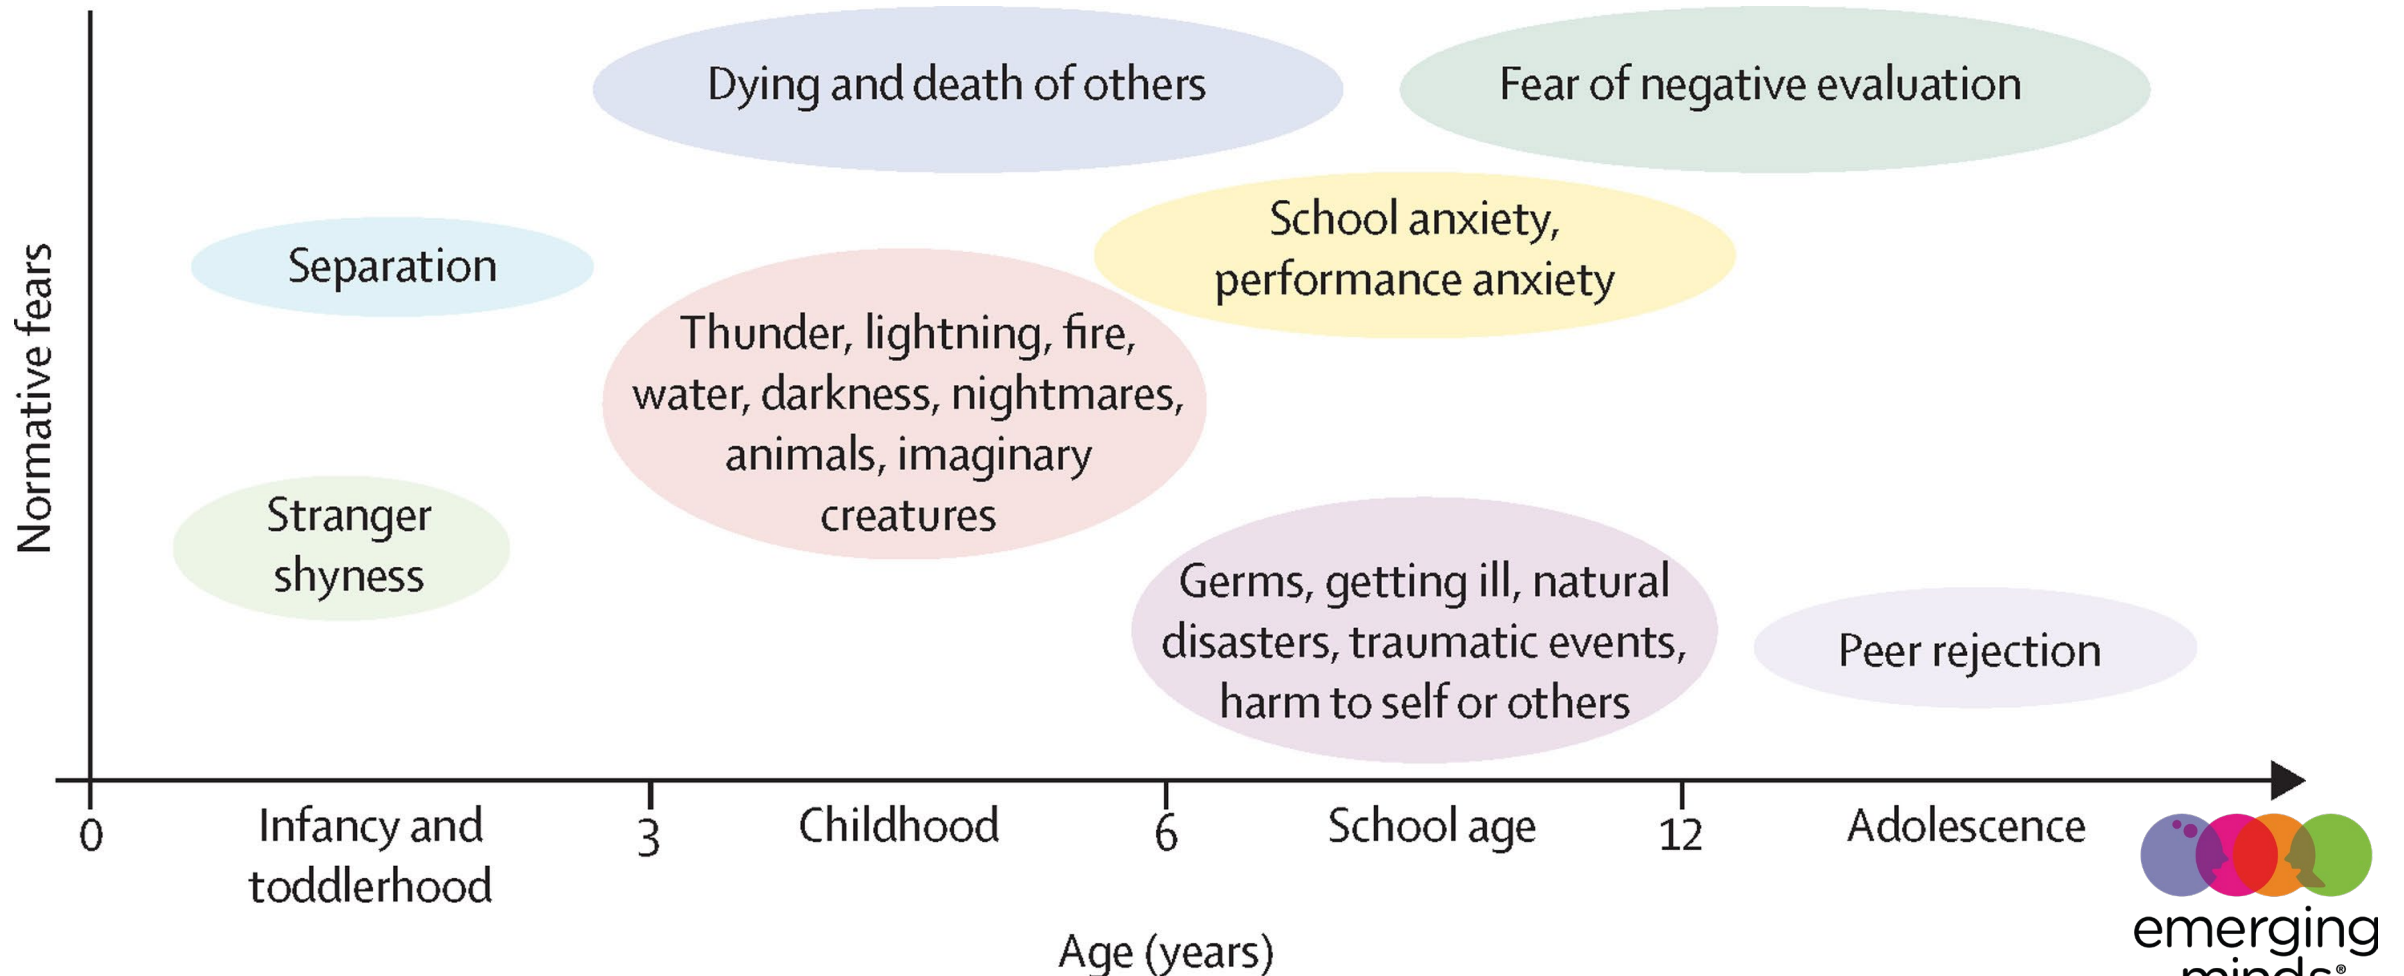 Normative fears
Dying and death of others
Fear of negative evaluation
Separation
School anxiety,
performance anxiety
Thunder, lightning, fire,
water, darkness, nightmares,
animals, imaginary
creatures
Stranger
shyness
Germs, getting ill, natural
disasters, traumatic events,
harm to self or others
Peer rejection
0
Infancy and
toddlerhood
3
Childhood
6
School age
12
Adolescence
Age (years)
emerging
minds®